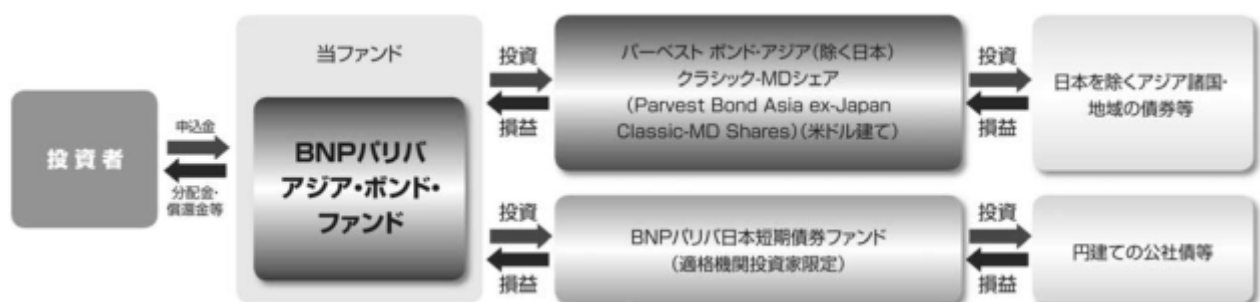 投資者
申込金
分配金・
償還金等
当ファンド
BNPパリバ
アジア・ボンド・
ファンド
投資
損益
パーベスト ボンド・アジア(除く日本)
クラシック-MDシェア
(Parvest Bond Asia ex-Japan
Classic-MD Shares)(米ドル建て)
投資
損益
日本を除くアジア諸国・
地域の債券等
投資
損益
BNPパリバ日本短期債券ファンド
(適格機関投資家限定)
投資
損益
円建ての公社債等